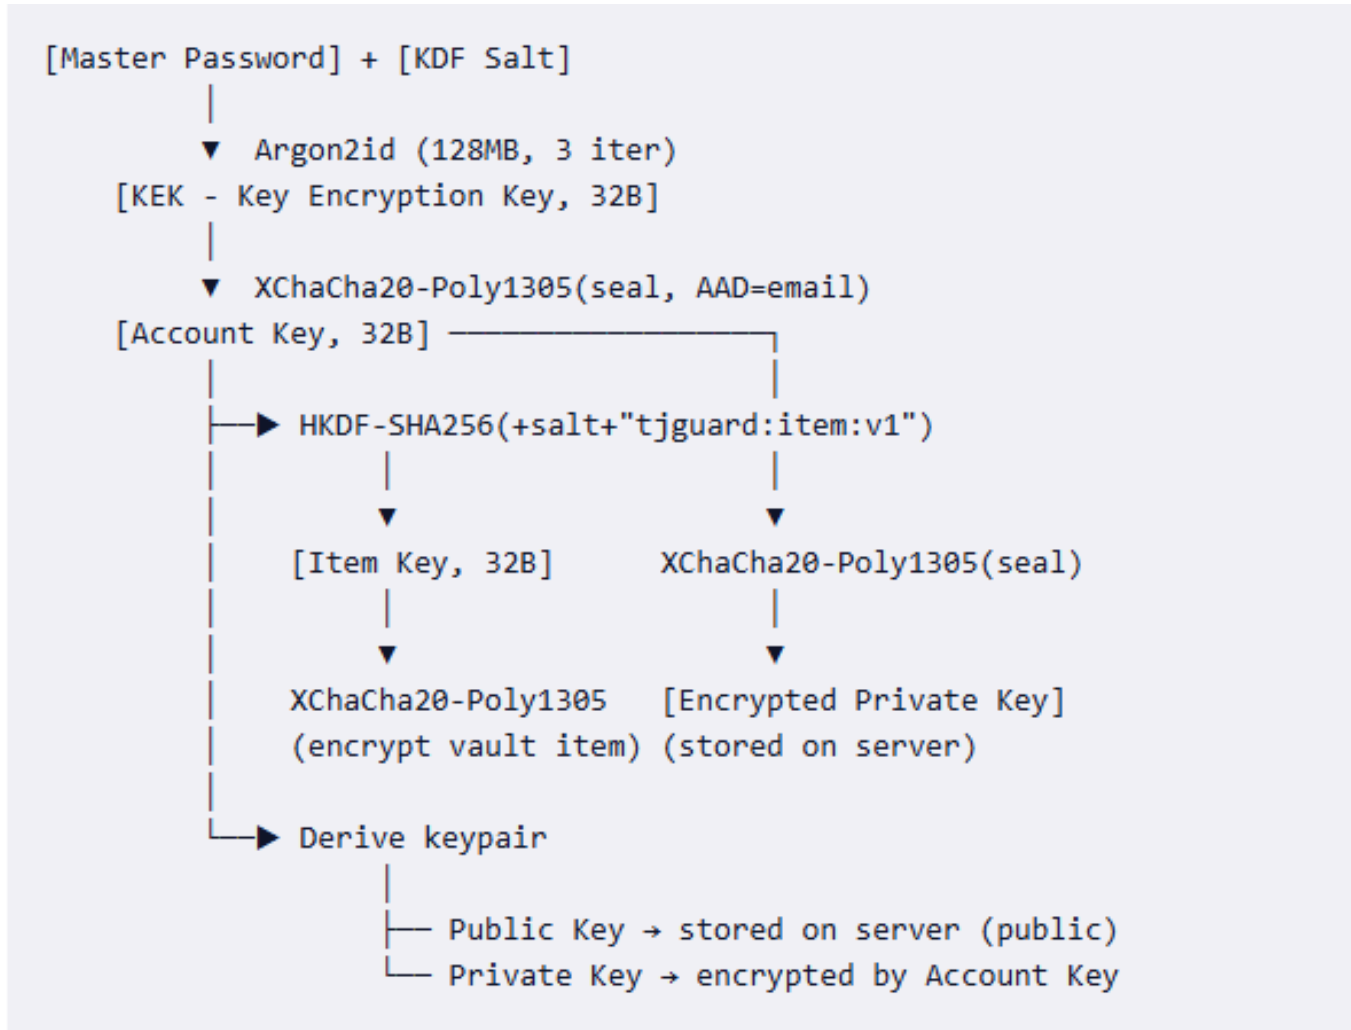 [Master Password] + [KDF Salt]
▼ Argon2id (128MB, 3 iter)
[KEK - Key Encryption Key, 32B]
▼ XChaCha20-Poly1305(seal, AAD=email)
[Account Key, 32B]
HKDF-SHA256(+salt+"tjguard:item:v1")
[Item Key, 32B] XChaCha20-Poly1305(seal)
XChaCha20-Poly1305 [Encrypted Private Key]
(encrypt vault item) (stored on server)
Derive keypair
Public Key → stored on server (public)
Private Key → encrypted by Account Key